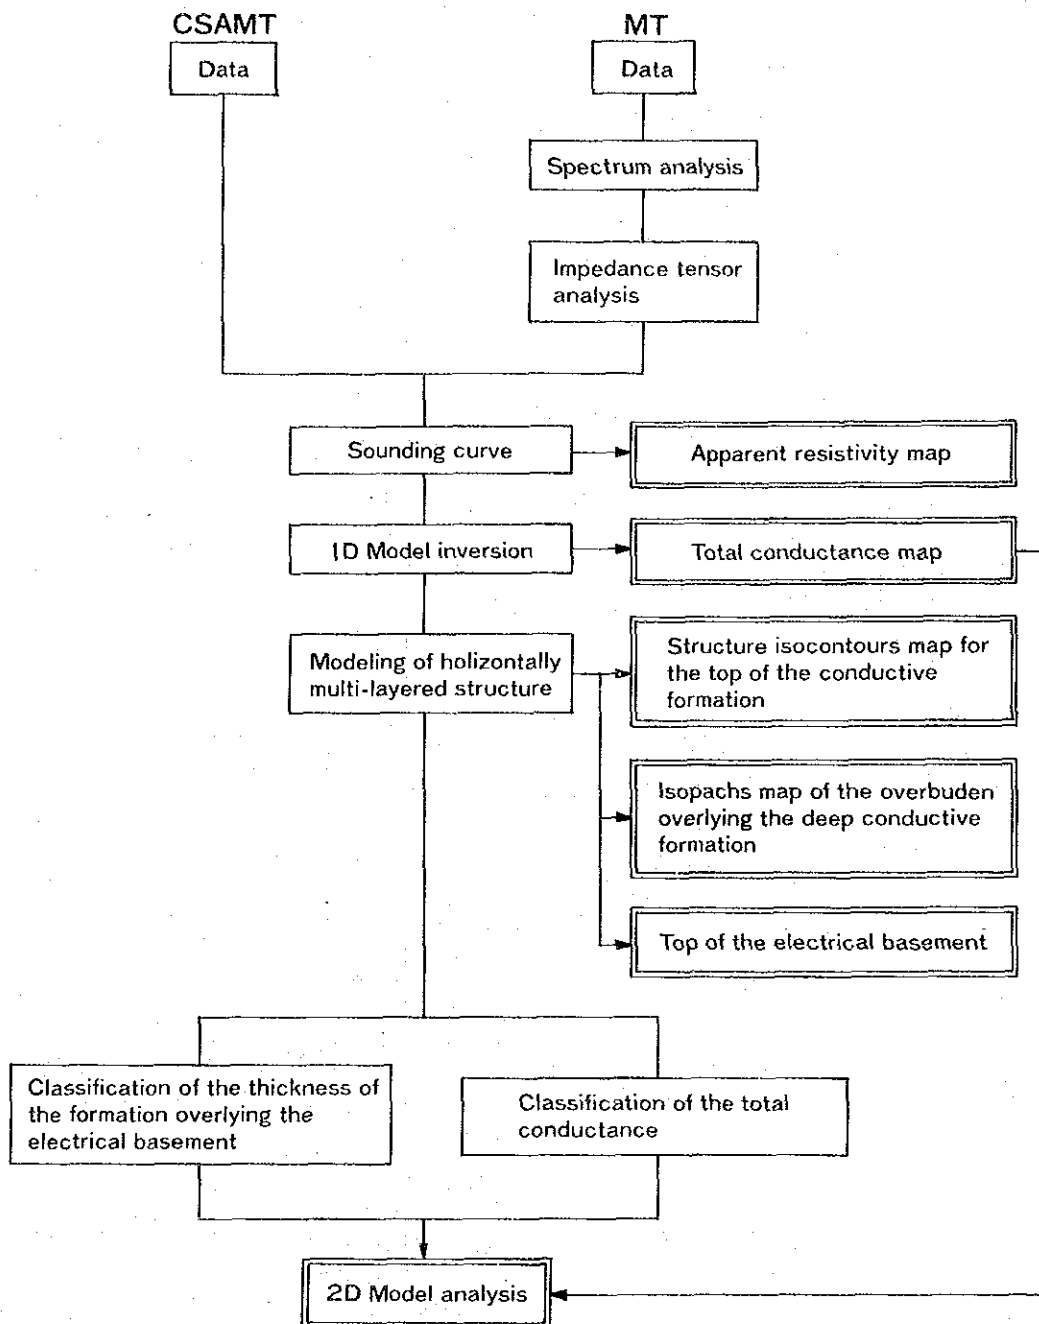 CSAMT
MT
Data
Data
Spectrum analysis
Impedance tensor
analysis
Sounding curve
Apparent resistivity map
1D Model inversion
Total conductance map
Modeling of holizontally
multi-layered structure
Structure isocontours map for
the top of the conductive
formation
Isopachs map of the overbuden
overlying the deep conductive
formation
Top of the electrical basement
Classification of the thickness of
the formation overlying the
electrical basement
Classification of the total
conductance
2D Model analysis